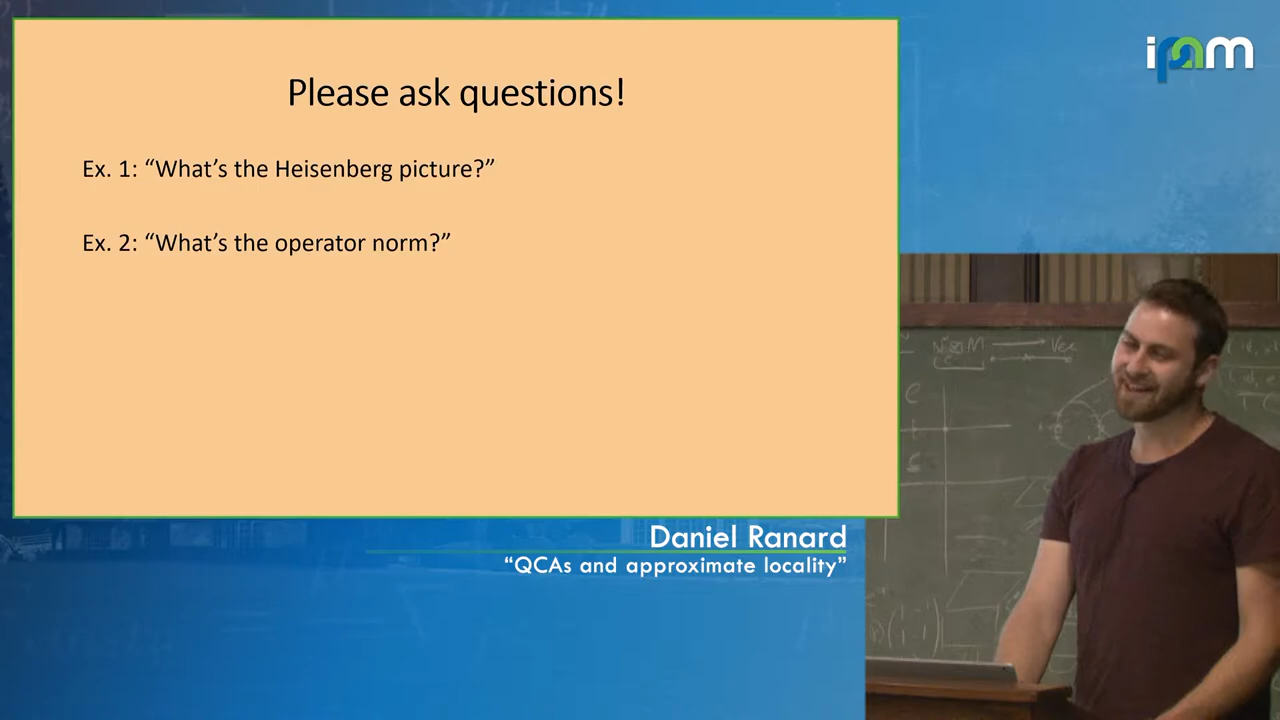 ipam
Please ask questions!
Ex. 1: “What’s the Heisenberg picture?”
Ex. 2: “What’s the operator norm?”
Daniel Ranard
“QCAs and approximate locality”